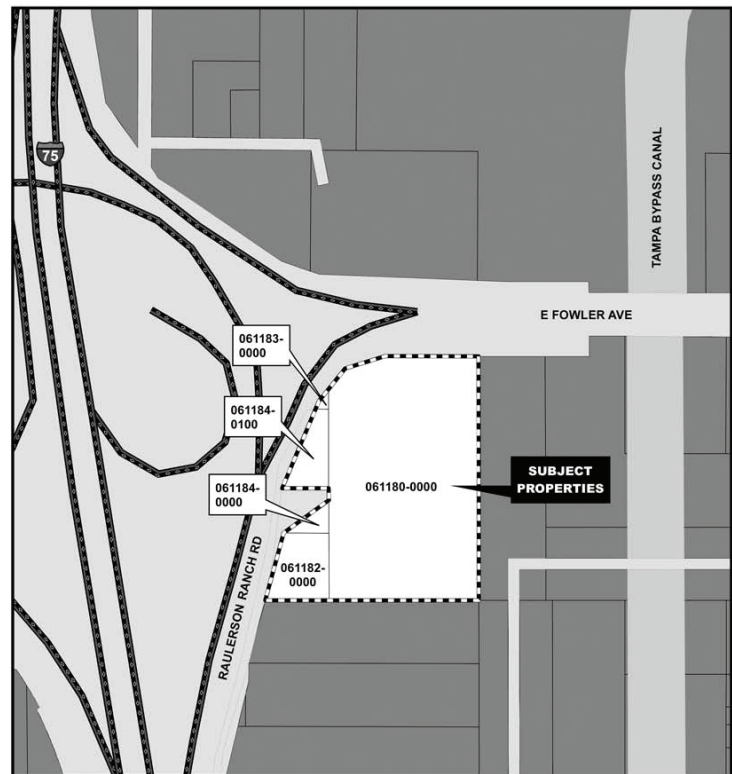 75
TAMPA BYPASS CANAL
E FOWLER AVE
061183-
0000
061184-
0100
061180-0000
SUBJECT
PROPERTIES
061184-
0000
061182-
0000
RAULERSON RANCH RD